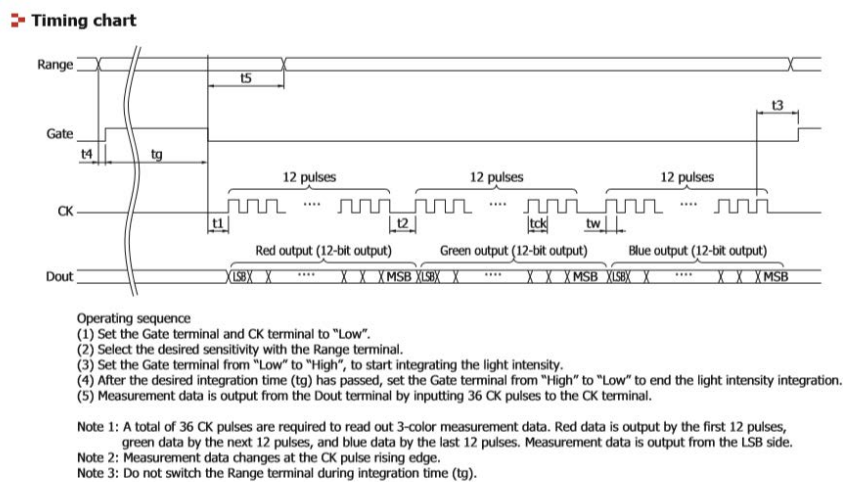 Timing chart
Range
t5
t3
Gate
t4 tg
12 pulses 12 pulses 12 pulses
CK .... .... ....
t1 t2 tck tw
Red output (12-bit output) Green output (12-bit output) Blue output (12-bit output)
Dout LSB .... MSB LSB .... MSB LSB .... MSB
Operating sequence
(1) Set the Gate terminal and CK terminal to "Low".
(2) Select the desired sensitivity with the Range terminal.
(3) Set the Gate terminal from "Low" to "High", to start integrating the light intensity.
(4) After the desired integration time (tg) has passed, set the Gate terminal from "High" to "Low" to end the light intensity integration.
(5) Measurement data is output from the Dout terminal by inputting 36 CK pulses to the CK terminal.
Note 1: A total of 36 CK pulses are required to read out 3-color measurement data. Red data is output by the first 12 pulses,
green data by the next 12 pulses, and blue data by the last 12 pulses. Measurement data is output from the LSB side.
Note 2: Measurement data changes at the CK pulse rising edge.
Note 3: Do not switch the Range terminal during integration time (tg).